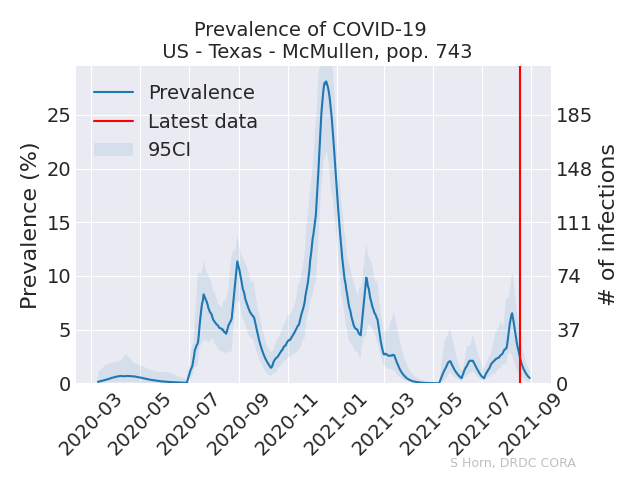 Prevalence of COVID-19
US - Texas - McMullen, pop. 743
Prevalence
Latest data
95CI
Prevalence (%)
25
20
15
10
5
0
# of infections
185
148
111
74
37
0
2020-03
2020-05
2020-07
2020-09
2020-11
2021-01
2021-03
2021-05
2021-07
2021-09
S Horn, DRDC CORA